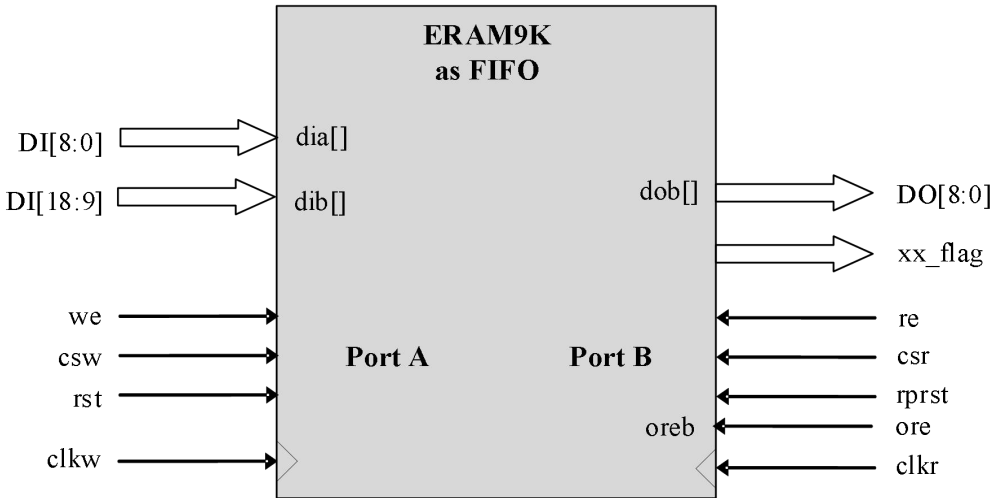 ERAM9K
as FIFO
DI[8:0]
dia[]
DI[18:9]
dib[]
dob[]
DO[8:0]
xx_flag
we
re
csw
Port A
Port B
csr
rst
rprst
oreb
ore
clkw
clkr